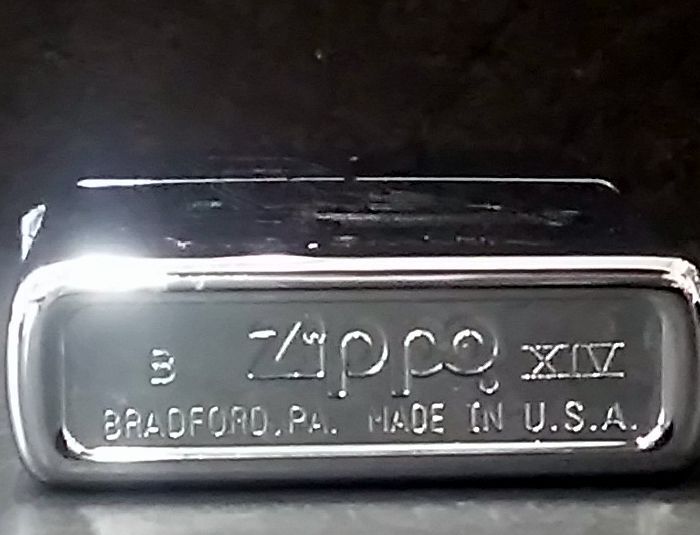 B Zippo XIV
BRADFORD, PA. MADE IN U.S.A.